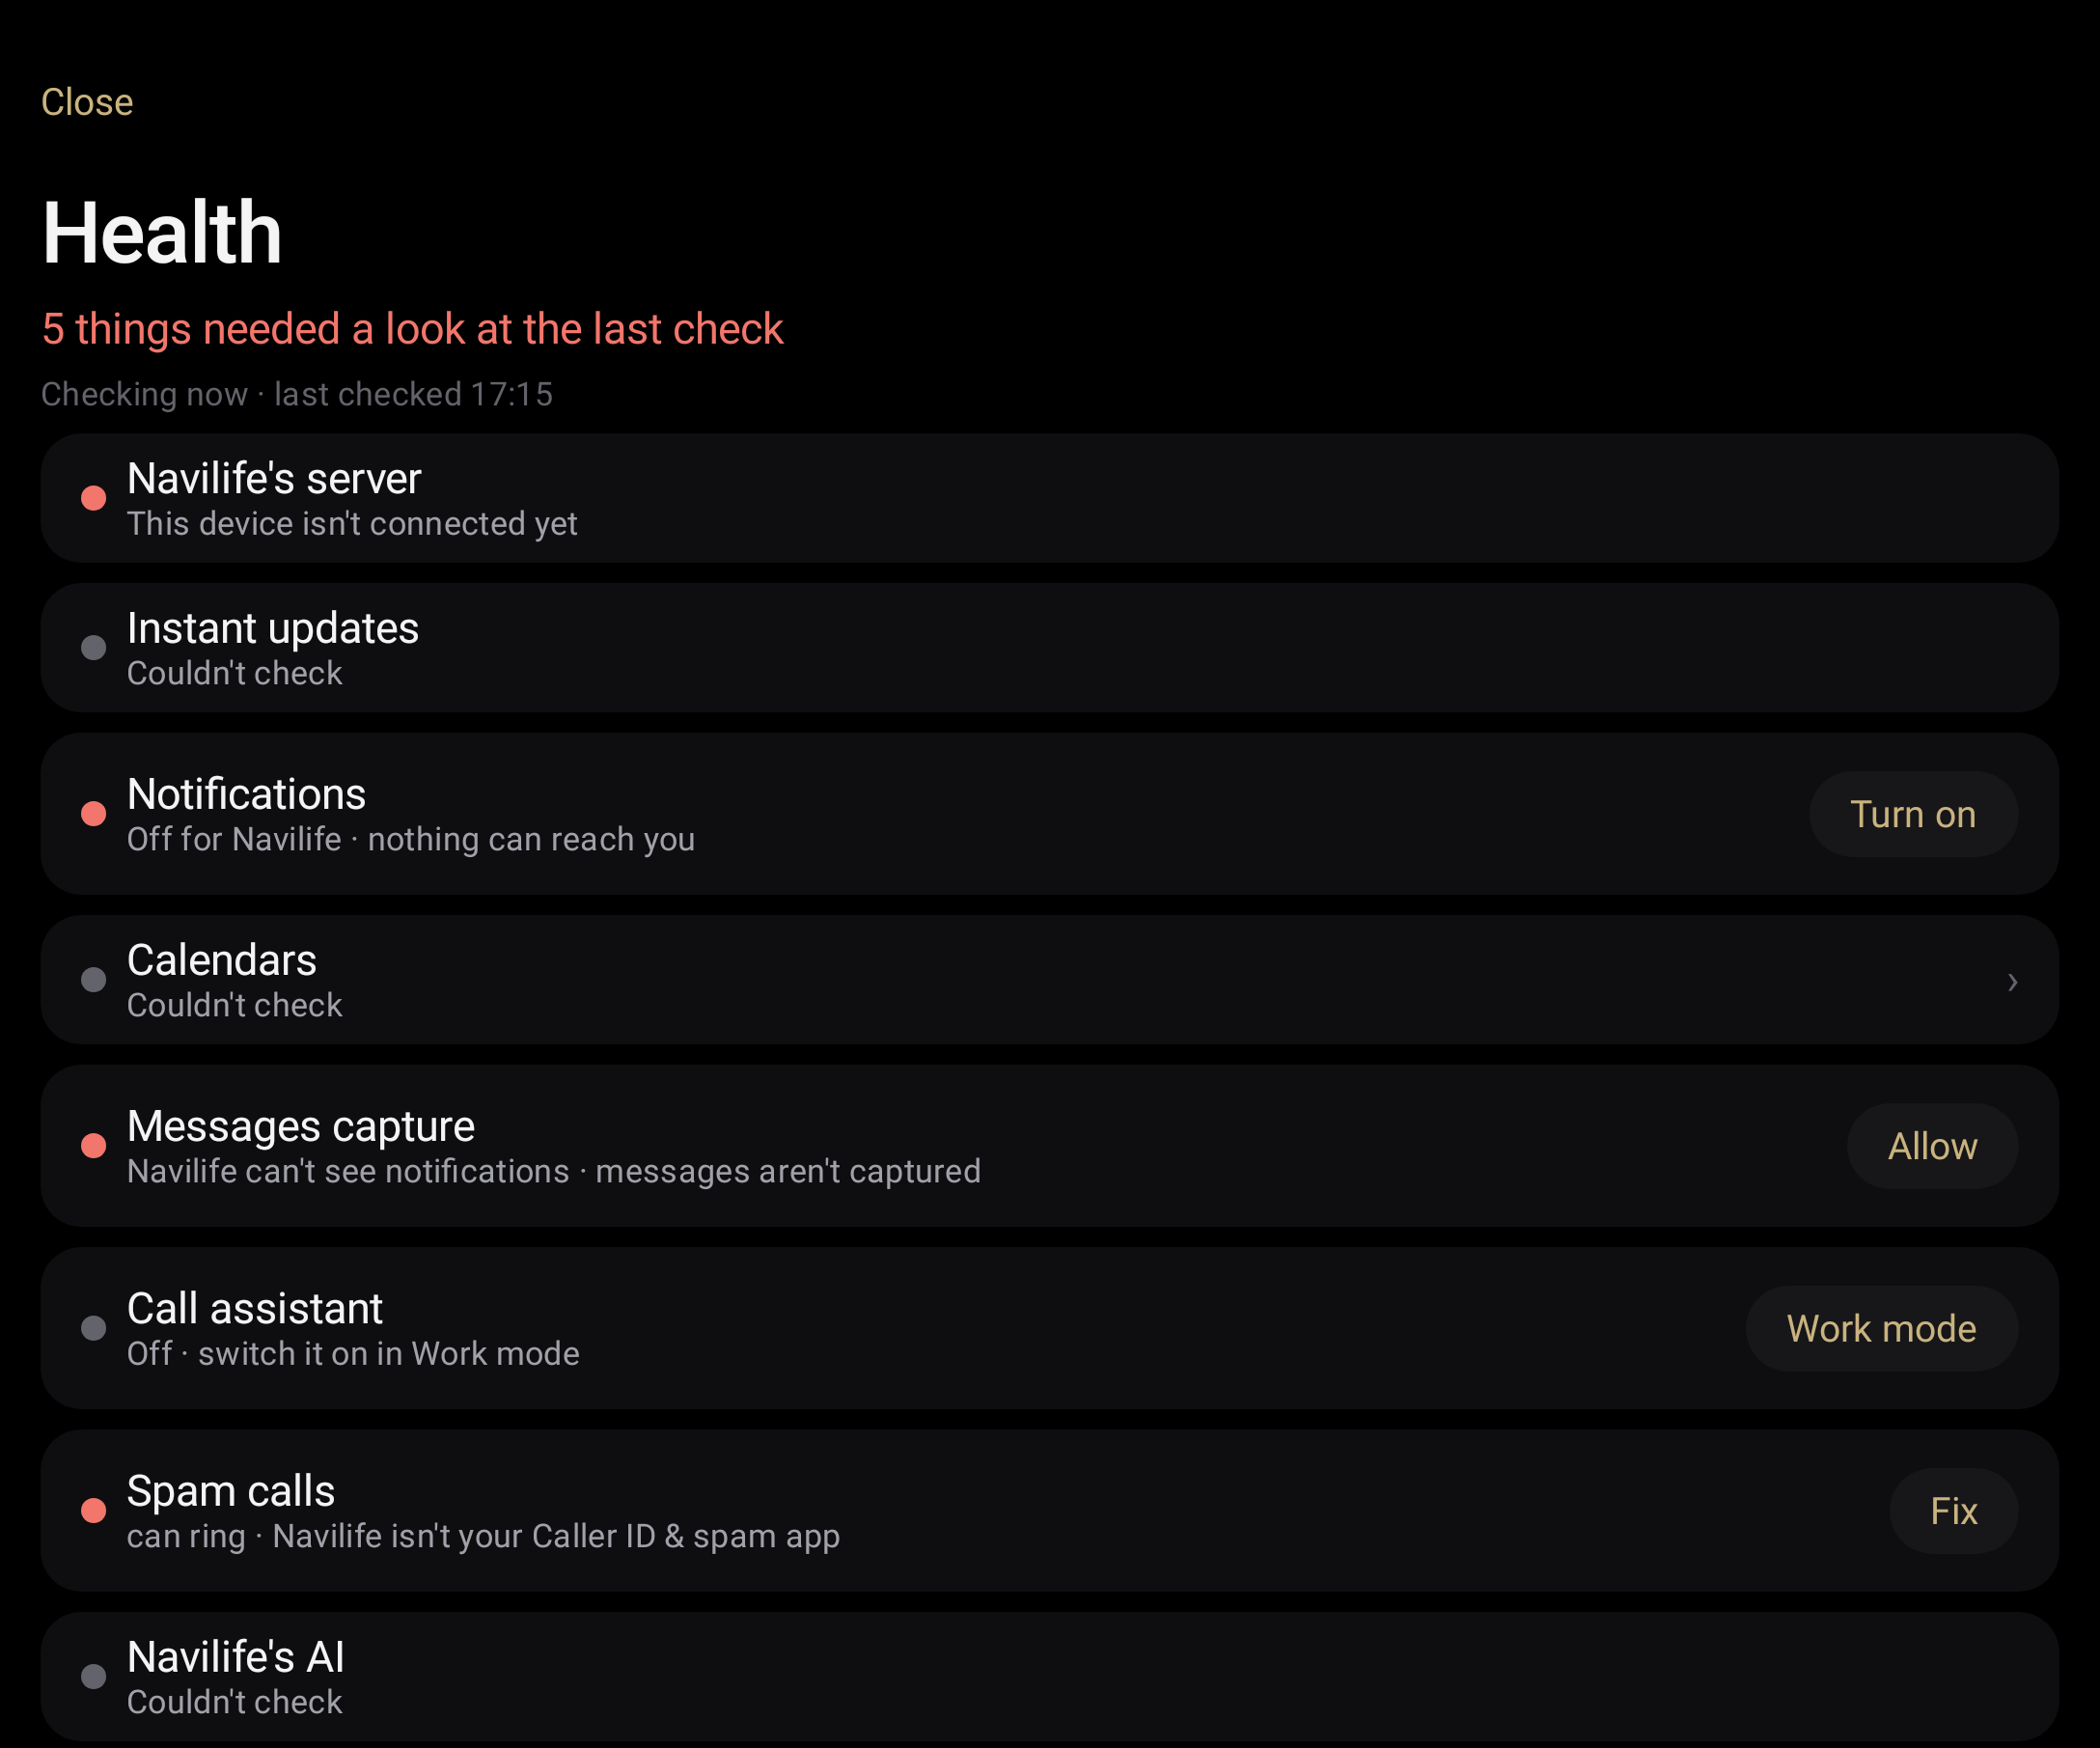 Close
Health
5 things needed a look at the last check
Checking now · last checked 17:15
Navilife's server
This device isn't connected yet
Instant updates
Couldn't check
Notifications
Off for Navilife · nothing can reach you
Turn on
Calendars
Couldn't check
›
Messages capture
Navilife can't see notifications · messages aren't captured
Allow
Call assistant
Off · switch it on in Work mode
Work mode
Spam calls
can ring · Navilife isn't your Caller ID & spam app
Fix
Navilife's AI
Couldn't check